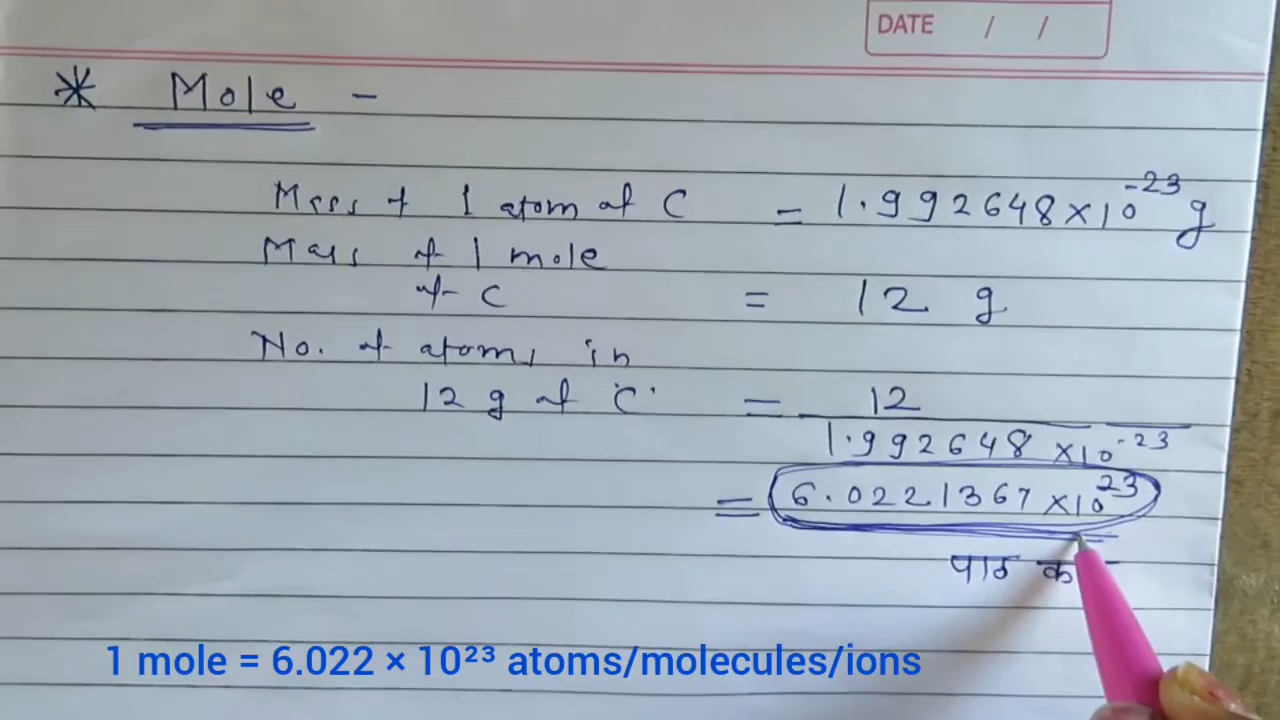 DATE / /
* Mole -
Mass of 1 atom of C = 1.992648×10⁻²³ g
Mass of 1 mole
of C = 12 g
No. of atoms in
12 g of C = 12
1.992648 ×10⁻²³
= 6.0221367 ×10²³
पाठ क
1 mole = 6.022 × 10²³ atoms/molecules/ions